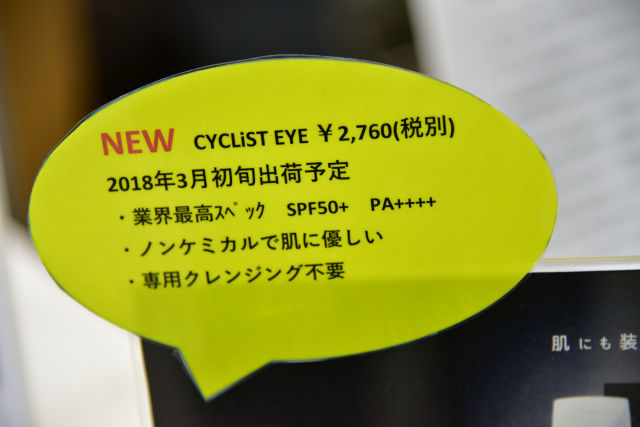 NEW CYCLiST EYE ￥2,760(税別)
2018年3月初旬出荷予定
・業界最高ｽﾍﾟｯｸ SPF50+ PA++++
・ノンケミカルで肌に優しい
・専用クレンジング不要
肌にも装